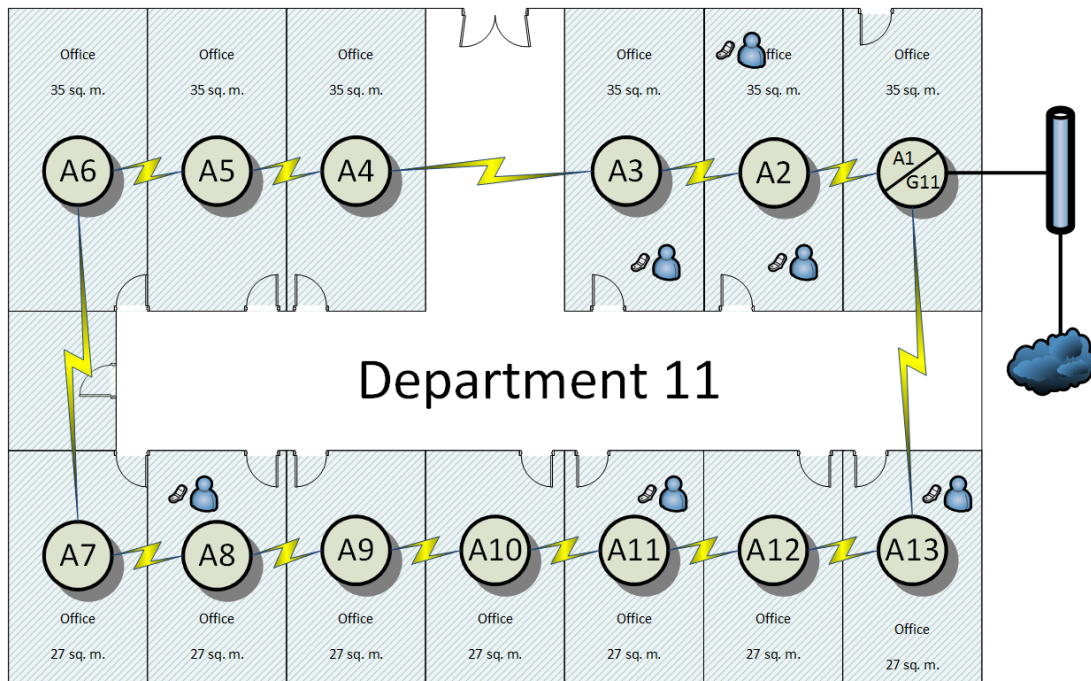 Office
35 sq. m.
Office
35 sq. m.
Office
35 sq. m.
Office
35 sq. m.
Office
35 sq. m.
Office
35 sq. m.
A6
A5
A4
A3
A2
A1
G11
Department 11
A7
A8
A9
A10
A11
A12
A13
Office
27 sq. m.
Office
27 sq. m.
Office
27 sq. m.
Office
27 sq. m.
Office
27 sq. m.
Office
27 sq. m.
Office
27 sq. m.